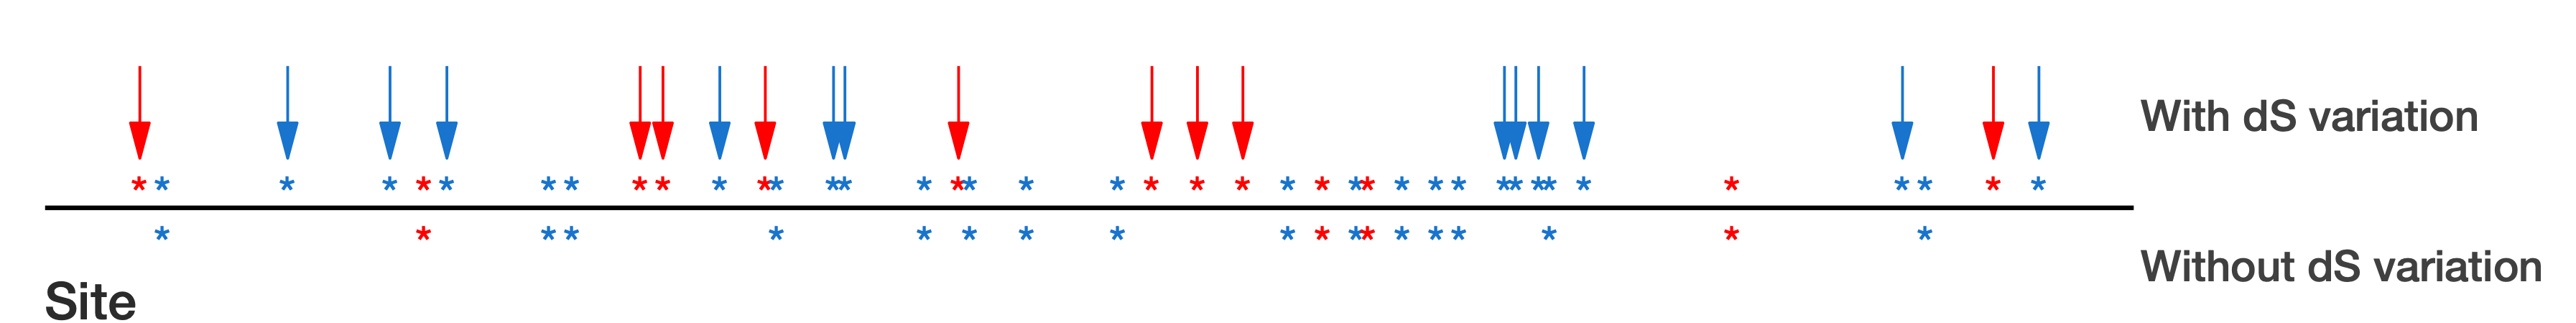 With dS variation
Without dS variation
Site